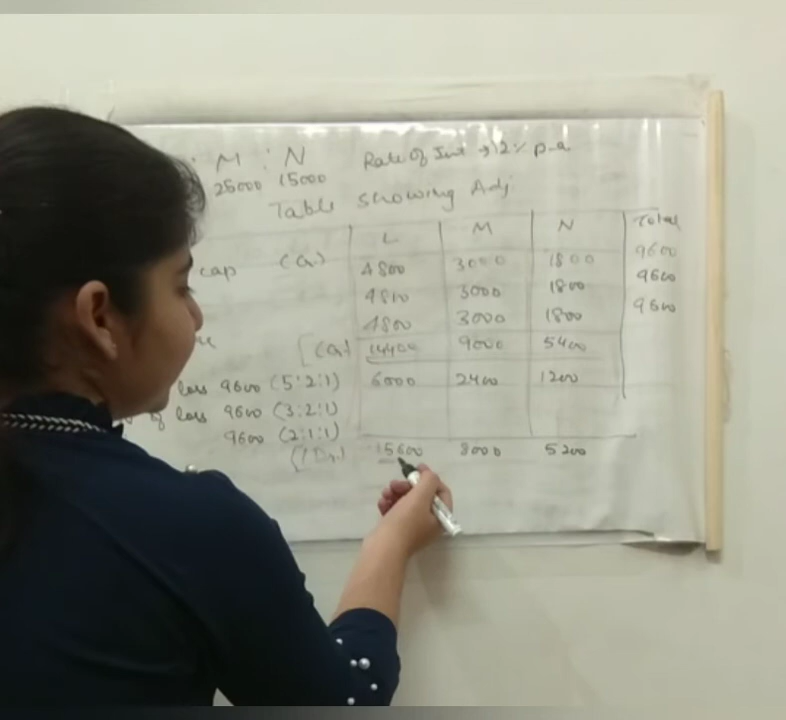 : M : N Rate of Int → 12% p.a
25000 15000
Table showing Adj
L M N Total
cap (Cr.) 4800 3000 1800 9600
4800 3000 1800 9600
4800 3000 1800 9600
(Cr) 14400 9000 5400
loss 9600 (5:2:1) 6000 2400 1200
of loss 9600 (3:2:1)
9600 (2:1:1)
(Dr.) 15600 8000 5200